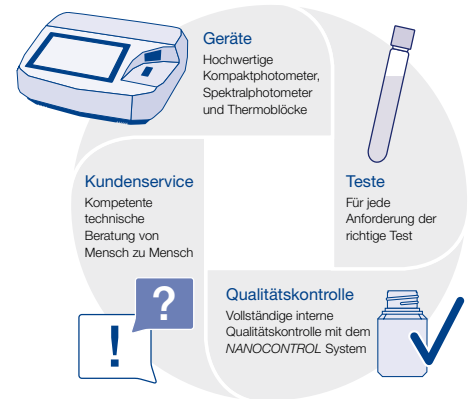 Geräte
Hochwertige
Kompaktphotometer,
Spektralphotometer
und Thermoblöcke
Kundenservice
Kompetente
technische
Beratung von
Mensch zu Mensch
Teste
Für jede
Anforderung der
richtige Test
?
!
Qualitätskontrolle
Vollständige interne
Qualitätskontrolle mit dem
NANOCONTROL System